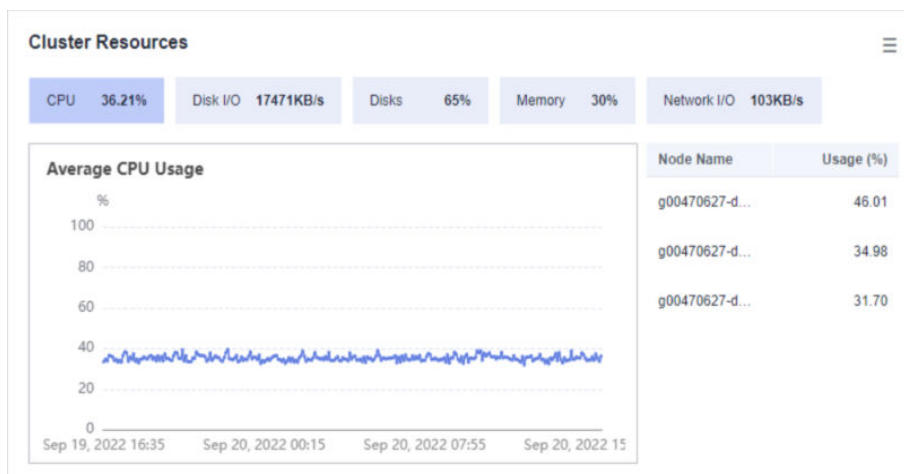 Cluster Resources
CPU 36.21% Disk I/O 17471KB/s Disks 65% Memory 30% Network I/O 103KB/s
Average CPU Usage
%
100
80
60
40
20
0
Sep 19, 2022 16:35 Sep 20, 2022 00:15 Sep 20, 2022 07:55 Sep 20, 2022 15
Node Name Usage (%)
g00470627-d... 46.01
g00470627-d... 34.98
g00470627-d... 31.70